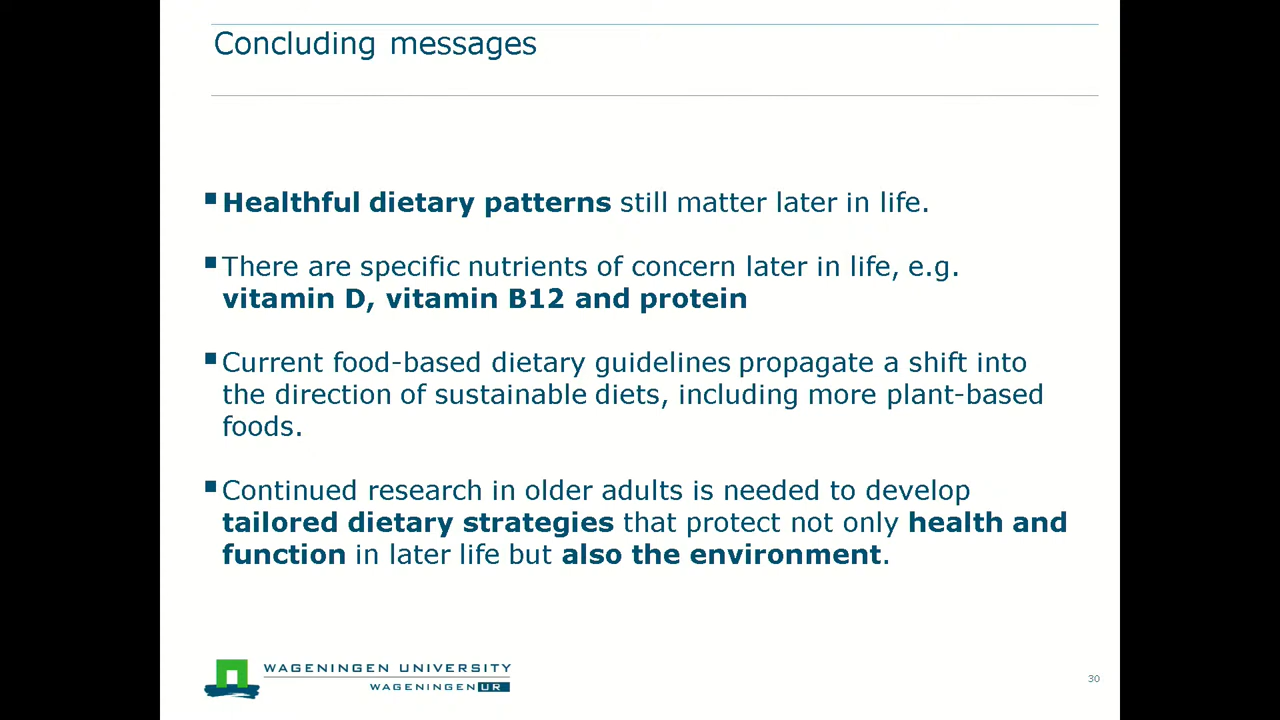 Concluding messages
▪Healthful dietary patterns still matter later in life.
▪There are specific nutrients of concern later in life, e.g.
vitamin D, vitamin B12 and protein
▪Current food-based dietary guidelines propagate a shift into
the direction of sustainable diets, including more plant-based
foods.
▪Continued research in older adults is needed to develop
tailored dietary strategies that protect not only health and
function in later life but also the environment.
WAGENINGEN UNIVERSITY
WAGENINGEN UR
30